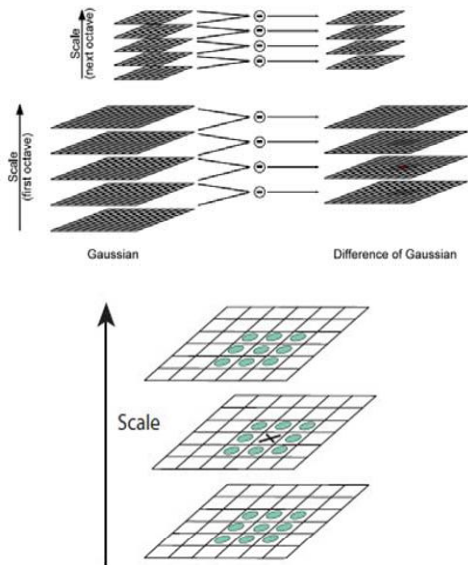 Scale
(next octave)
Scale
(first octave)
Gaussian
Difference of Gaussian
Scale